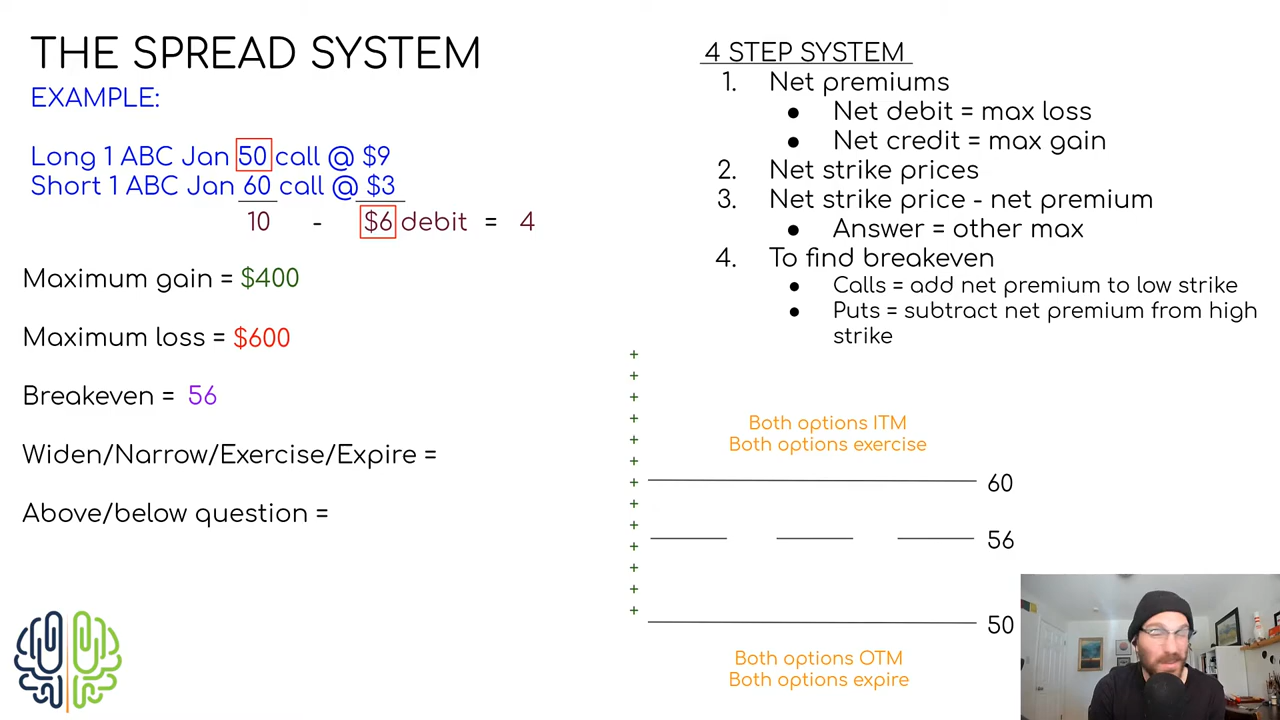 THE SPREAD SYSTEM
EXAMPLE:
Long 1 ABC Jan 50 call @ $9
Short 1 ABC Jan 60 call @ $3
10 - $6 debit = 4
Maximum gain = $400
Maximum loss = $600
Breakeven = 56
Widen/Narrow/Exercise/Expire =
Above/below question =
4 STEP SYSTEM
1. Net premiums
● Net debit = max loss
● Net credit = max gain
2. Net strike prices
3. Net strike price - net premium
● Answer = other max
4. To find breakeven
● Calls = add net premium to low strike
● Puts = subtract net premium from high
strike
+
+
+
+
+
+
+
+
+
+
+
+
+
Both options ITM
Both options exercise
60
56
50
Both options OTM
Both options expire